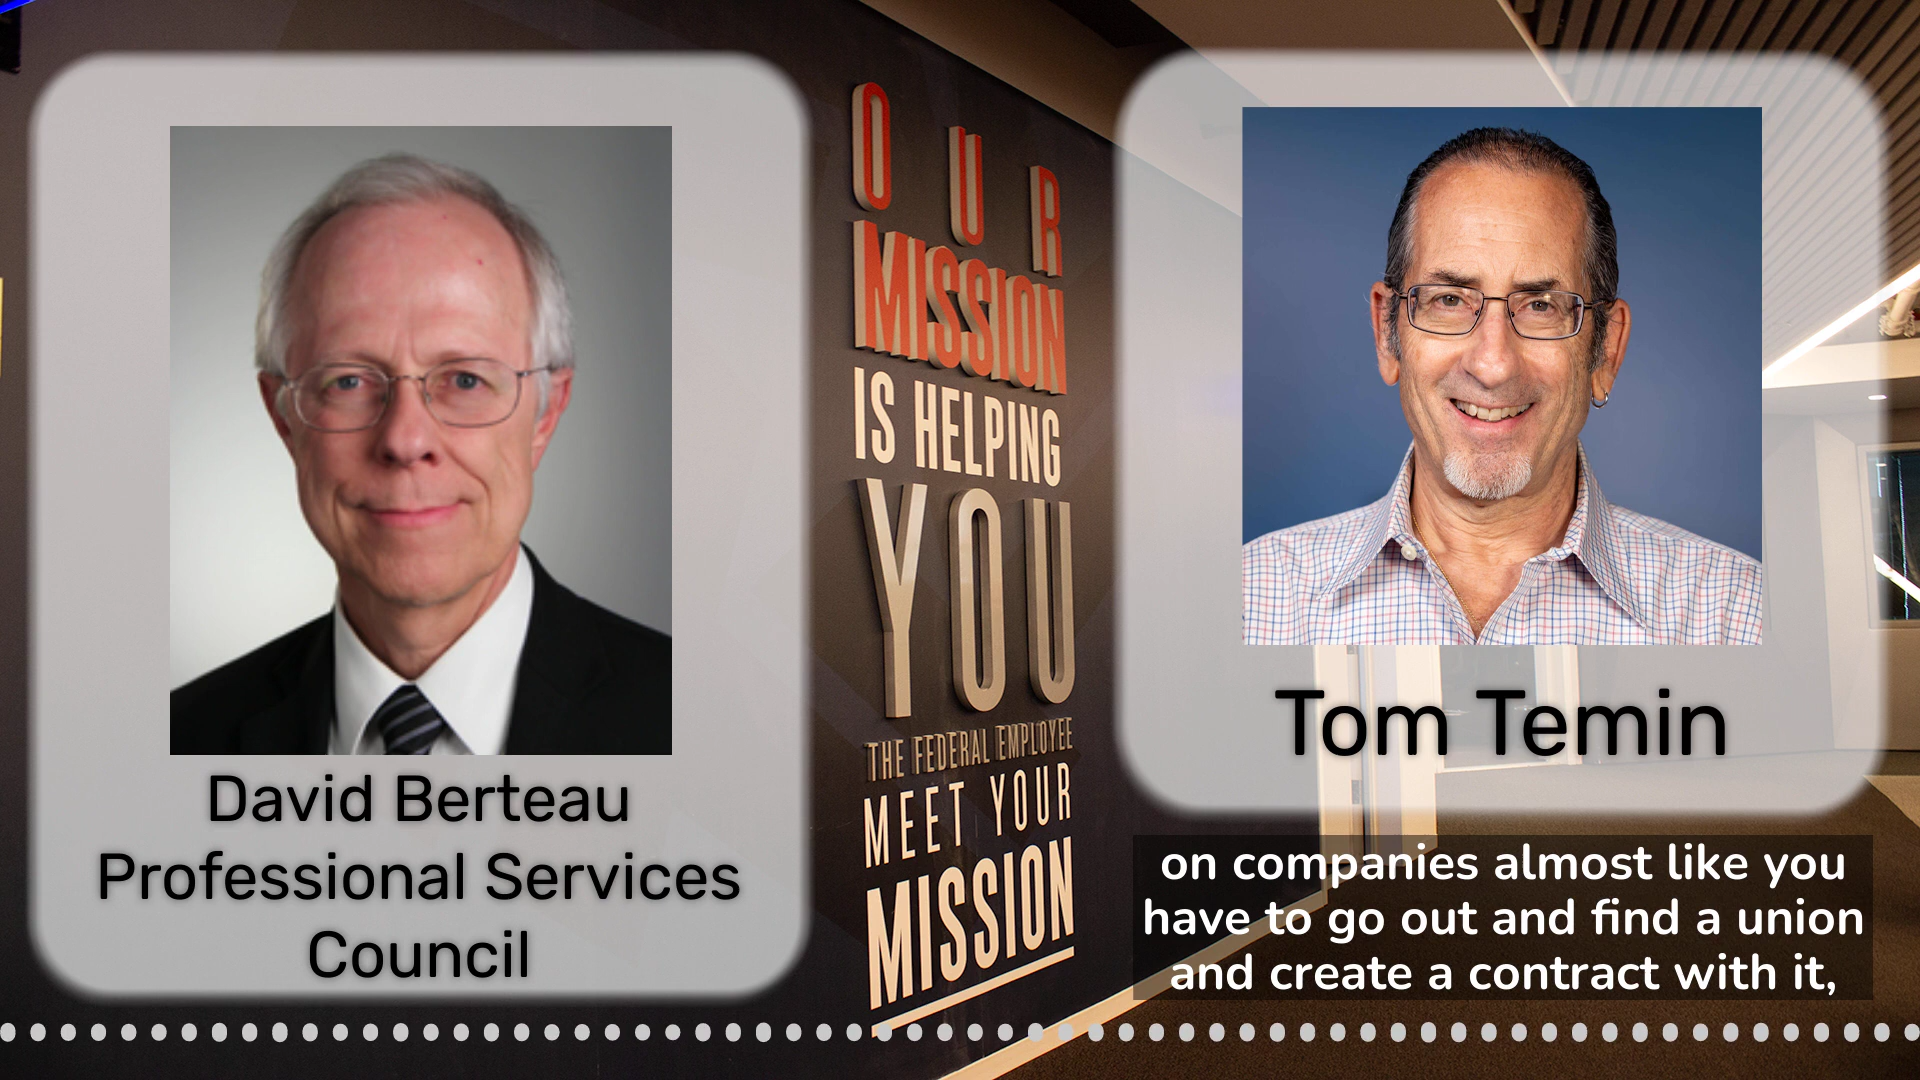 David Berteau
Professional Services
Council
OUR
MISSION
IS HELPING
YOU
THE FEDERAL EMPLOYEE
MEET YOUR
MISSION
Tom Temin
on companies almost like you
have to go out and find a union
and create a contract with it,